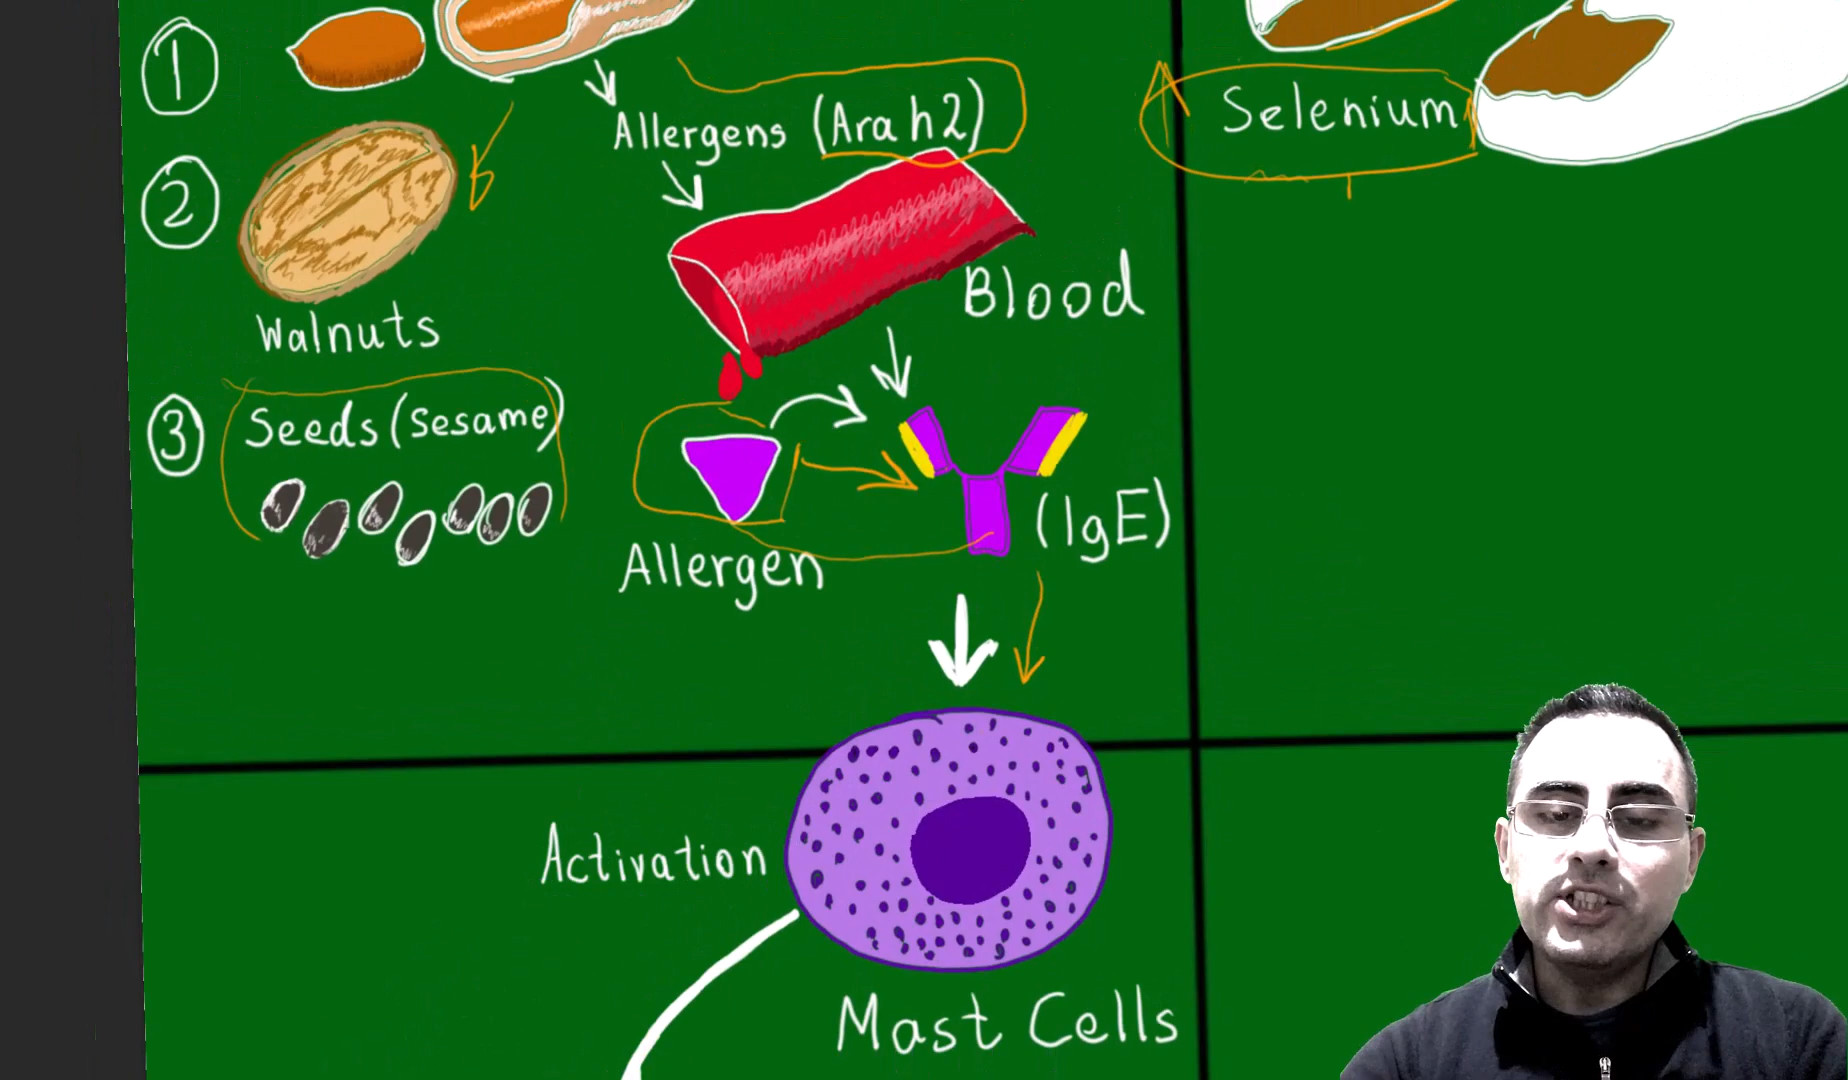 1
Allergens (Ara h2)
Selenium
2
Blood
Walnuts
3
Seeds (Sesame)
(IgE)
Allergen
Activation
Mast Cells